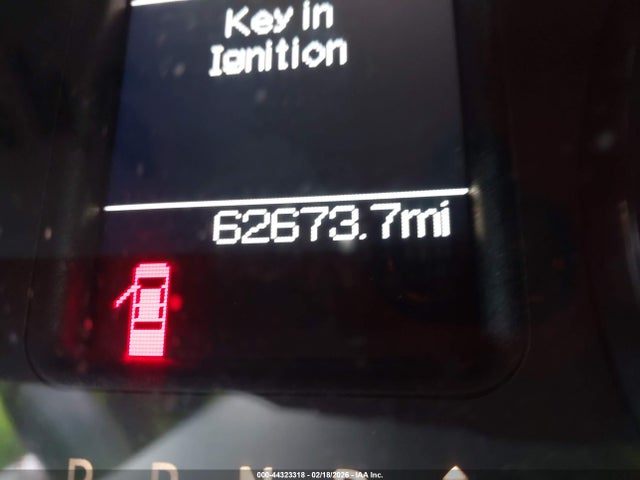 Key in
Ignition
62673.7mi
P R N
000-44323318 - 02/18/2026 - IAA Inc.